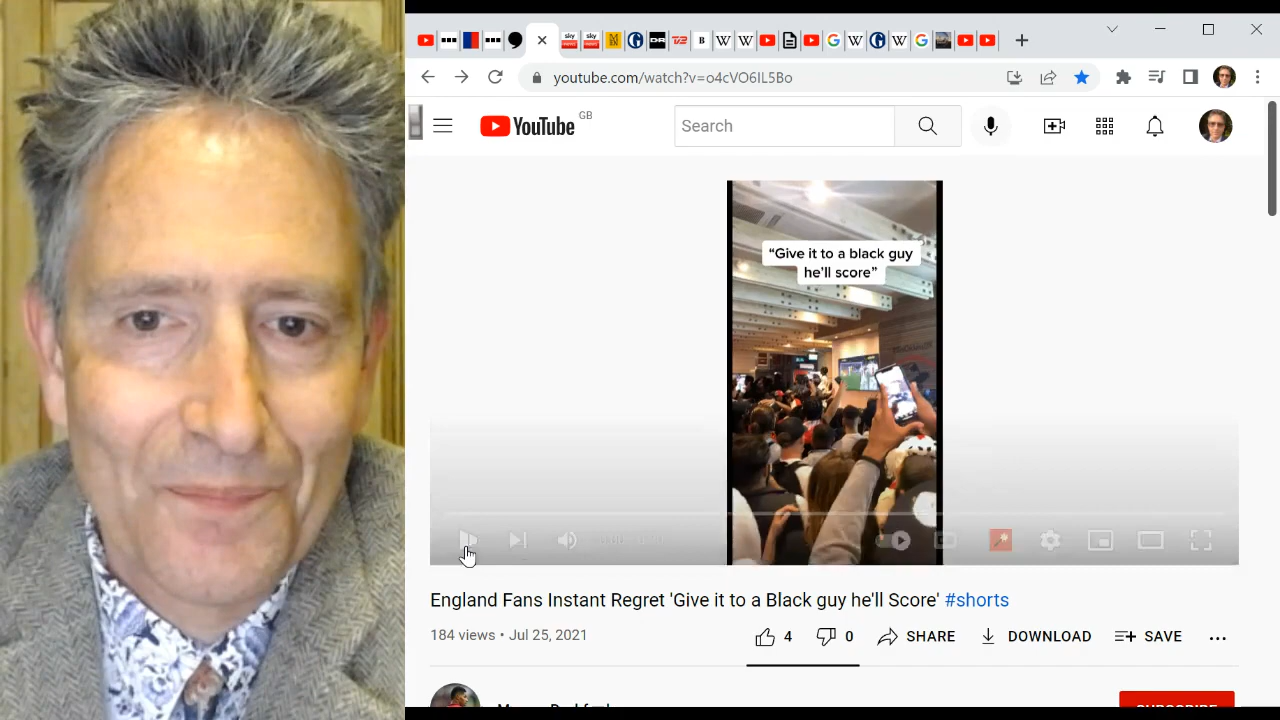 youtube.com/watch?v=o4cVO6IL5Bo
YouTube GB
Search
"Give it to a black guy
he'll score"
England Fans Instant Regret 'Give it to a Black guy he'll Score' #shorts
184 views • Jul 25, 2021
4
0
SHARE
DOWNLOAD
SAVE